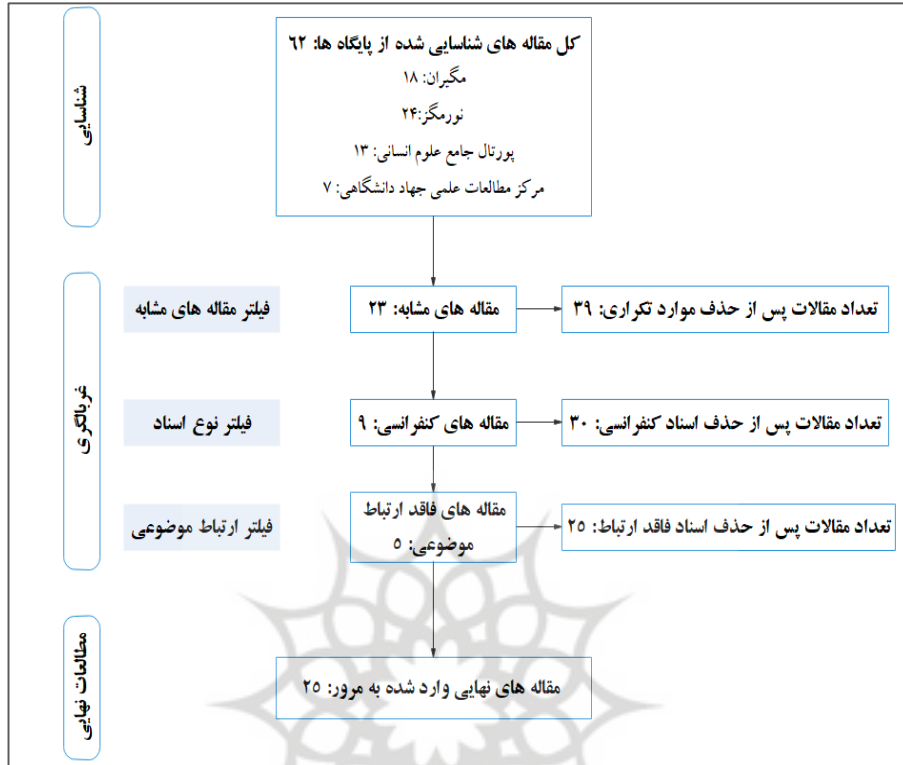 شناسایی
کل مقاله های شناسایی شده از پایگاه ها: ۶۲
مگیران: ۱۸
نورمگز:۲۴
پورتال جامع علوم انسانی: ۱۳
مرکز مطالعات علمی جهاد دانشگاهی: ۷
غربالگری
فیلتر مقاله های مشابه
مقاله های مشابه: ۲۳
تعداد مقالات پس از حذف موارد تکراری: ۳۹
فیلتر نوع اسناد
مقاله های کنفرانسی: ۹
تعداد مقالات پس از حذف اسناد کنفرانسی: ۳۰
فیلتر ارتباط موضوعی
مقاله های فاقد ارتباط
موضوعی: ۵
تعداد مقالات پس از حذف اسناد فاقد ارتباط: ۲۵
مطالعات نهایی
مقاله های نهایی وارد شده به مرور: ۲۵